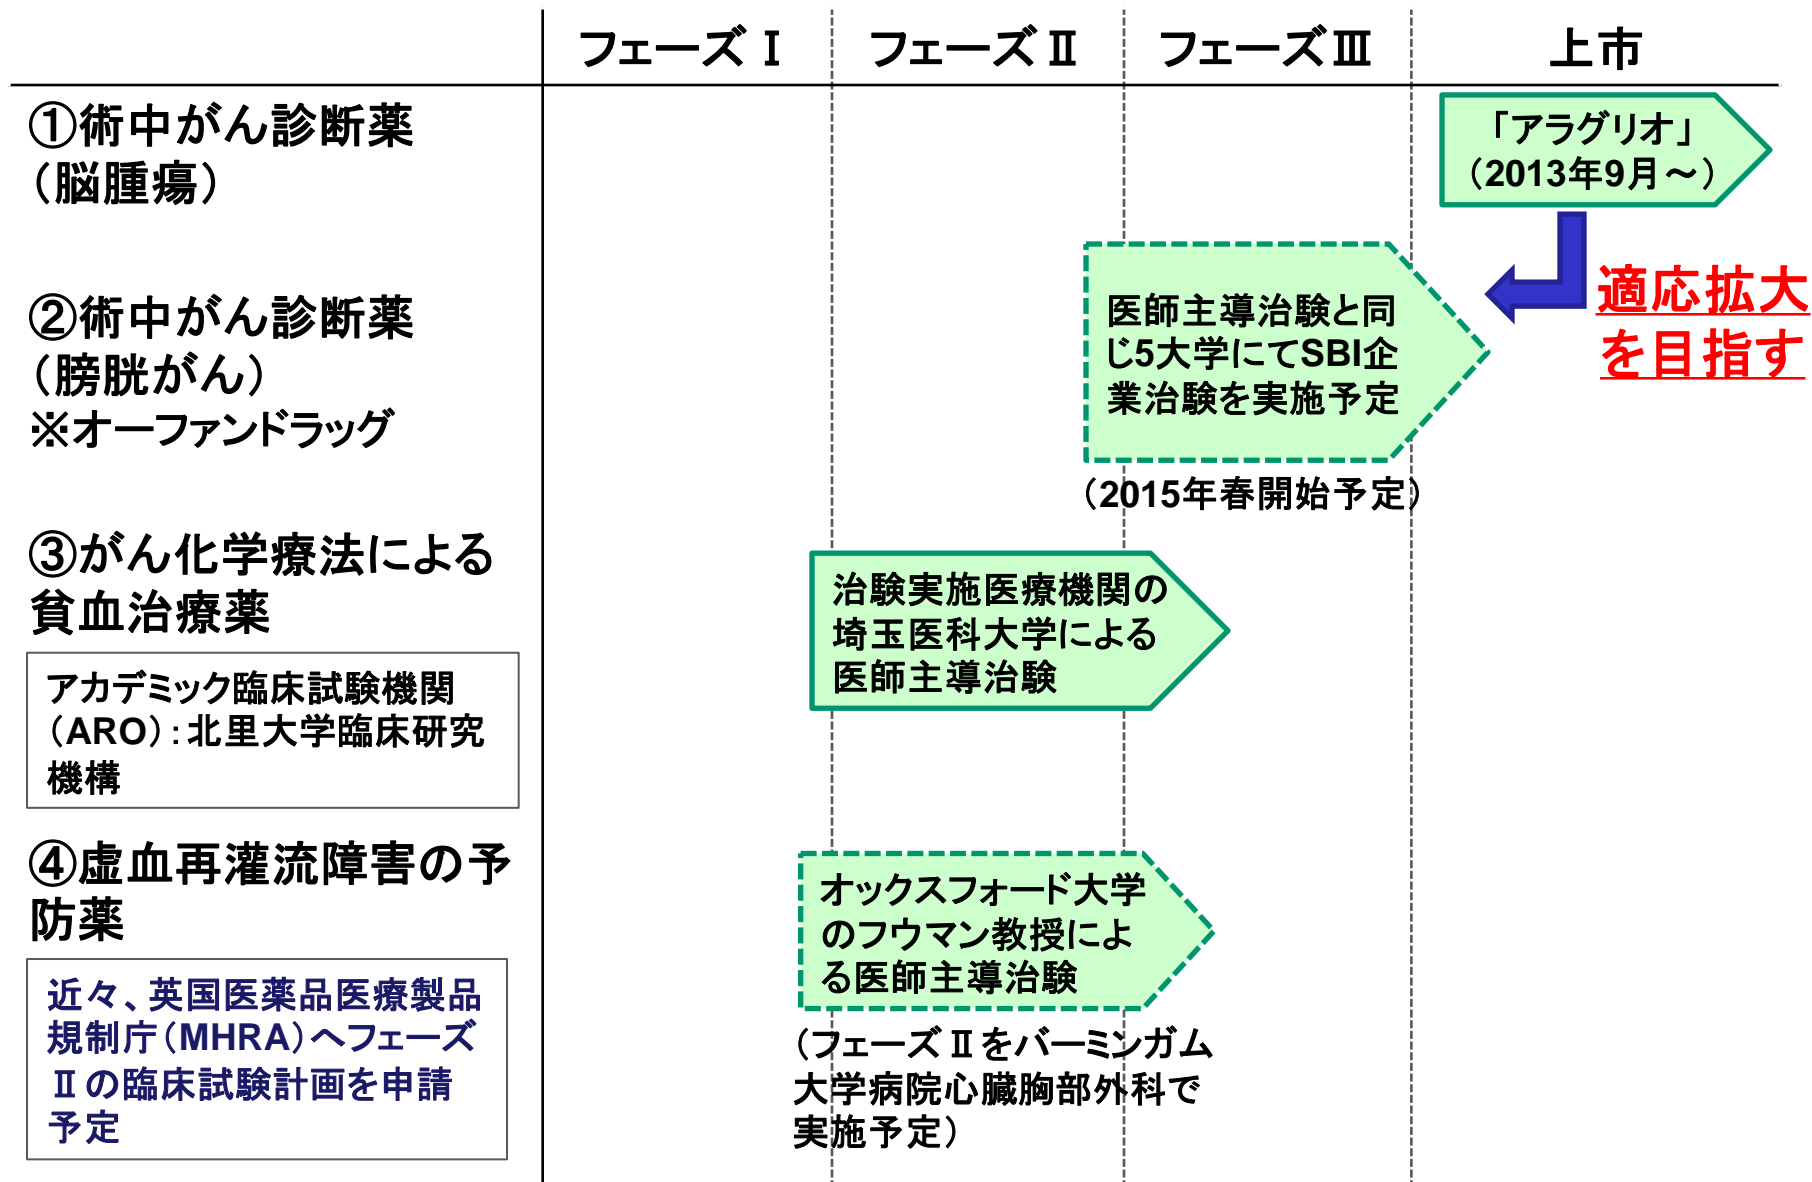 フェーズⅠ フェーズⅡ フェーズⅢ 上市
①術中がん診断薬
（脳腫瘍）
「アラグリオ」
（2013年9月～）
②術中がん診断薬
（膀胱がん）
※オーファンドラッグ
医師主導治験と同
じ5大学にてSBI企
業治験を実施予定
（2015年春開始予定）
適応拡大
を目指す
③がん化学療法による
貧血治療薬
アカデミック臨床試験機関
（ARO）：北里大学臨床研究
機構
治験実施医療機関の
埼玉医科大学による
医師主導治験
④虚血再灌流障害の予
防薬
近々、英国医薬品医療製品
規制庁（MHRA）へフェーズ
Ⅱの臨床試験計画を申請
予定
オックスフォード大学
のフウマン教授によ
る医師主導治験
（フェーズⅡをバーミンガム
大学病院心臓胸部外科で
実施予定）